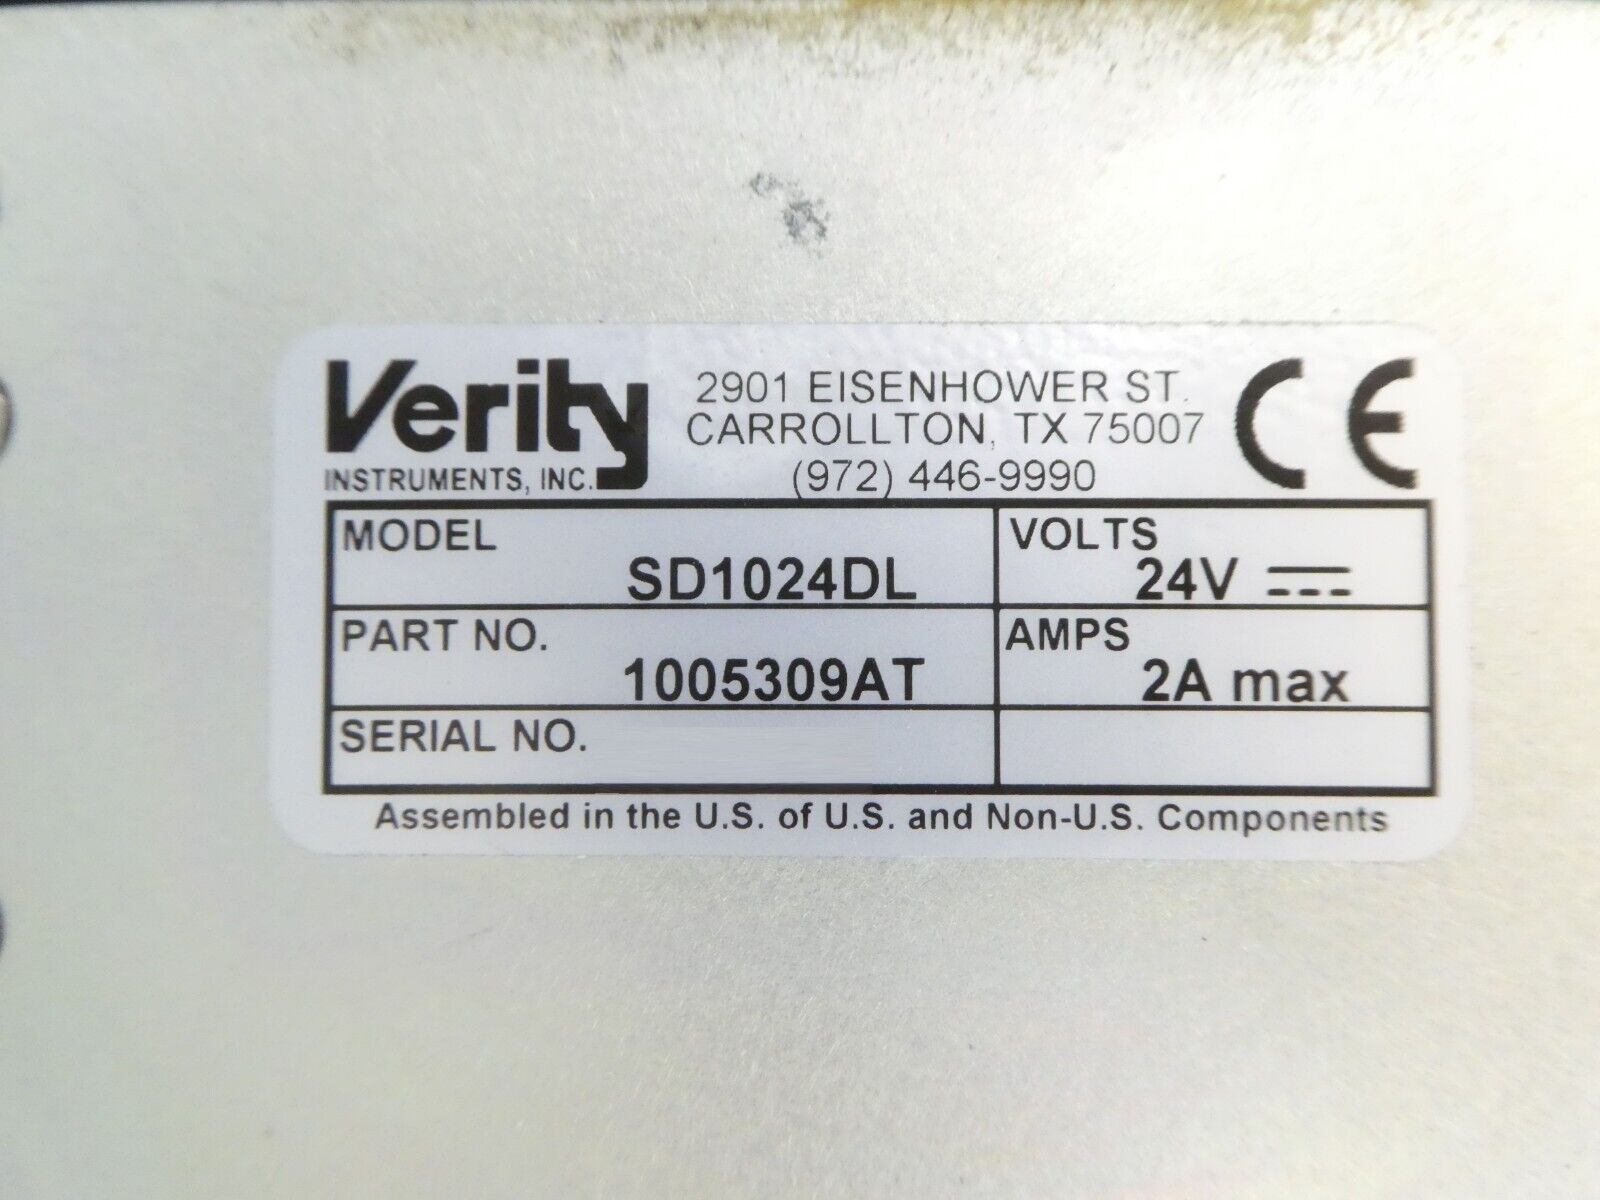 Verity
INSTRUMENTS, INC.
2901 EISENHOWER ST.
CARROLLTON, TX 75007
(972) 446-9990
CE
MODEL
SD1024DL
VOLTS
24V
PART NO.
1005309AT
AMPS
2A max
SERIAL NO.
Assembled in the U.S. of U.S. and Non-U.S. Components